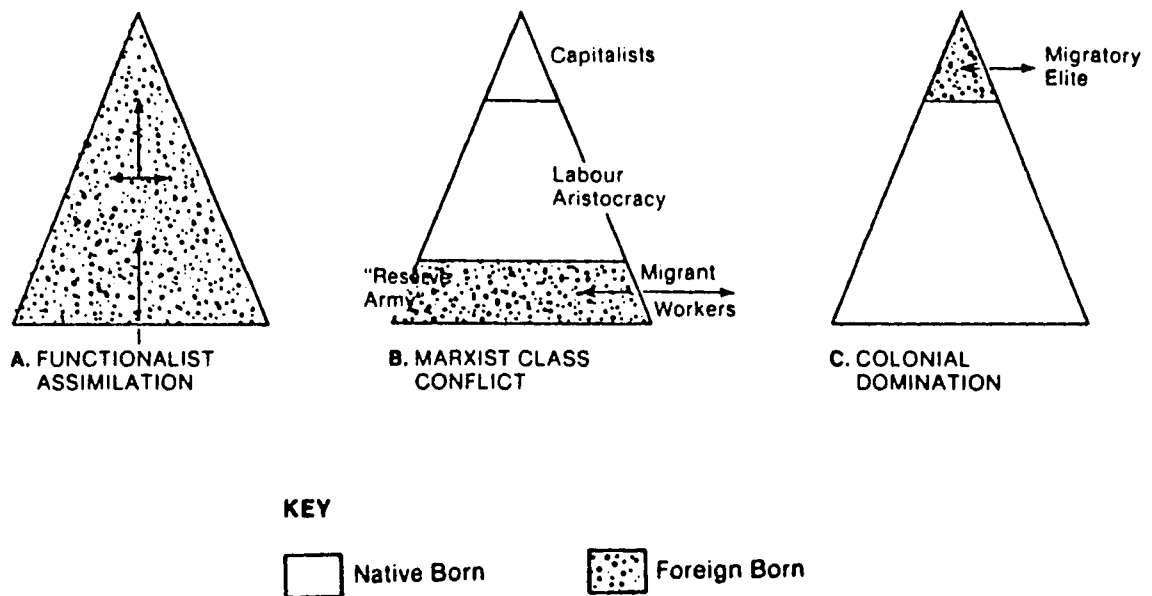 Capitalists
Labour
Aristocracy
"Reserve
Army"
Migrant
Workers
Migratory
Elite
A. FUNCTIONALIST
ASSIMILATION
B. MARXIST CLASS
CONFLICT
C. COLONIAL
DOMINATION
KEY
Native Born
Foreign Born